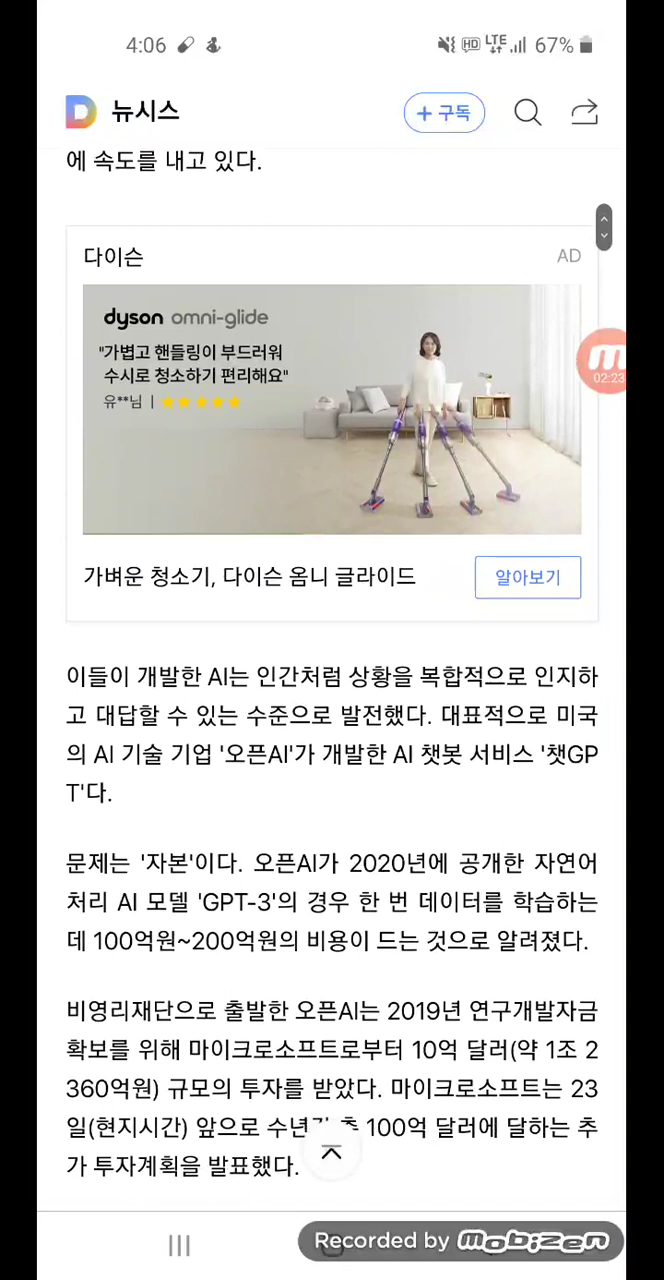 4:06 HD LTE 67%
뉴시스 + 구독
에 속도를 내고 있다.
다이슨 AD
dyson omni-glide
"가볍고 핸들링이 부드러워
수시로 청소하기 편리해요"
유**님 | ★★★★★
02:23
가벼운 청소기, 다이슨 옴니 글라이드 알아보기
이들이 개발한 AI는 인간처럼 상황을 복합적으로 인지하
고 대답할 수 있는 수준으로 발전했다. 대표적으로 미국
의 AI 기술 기업 '오픈AI'가 개발한 AI 챗봇 서비스 '챗GP
T'다.
문제는 '자본'이다. 오픈AI가 2020년에 공개한 자연어
처리 AI 모델 'GPT-3'의 경우 한 번 데이터를 학습하는
데 100억원~200억원의 비용이 드는 것으로 알려졌다.
비영리재단으로 출발한 오픈AI는 2019년 연구개발자금
확보를 위해 마이크로소프트로부터 10억 달러(약 1조 2
360억원) 규모의 투자를 받았다. 마이크로소프트는 23
일(현지시간) 앞으로 100억 달러에 달하는 추
가 투자계획을 발표했다.
Recorded by mobizen